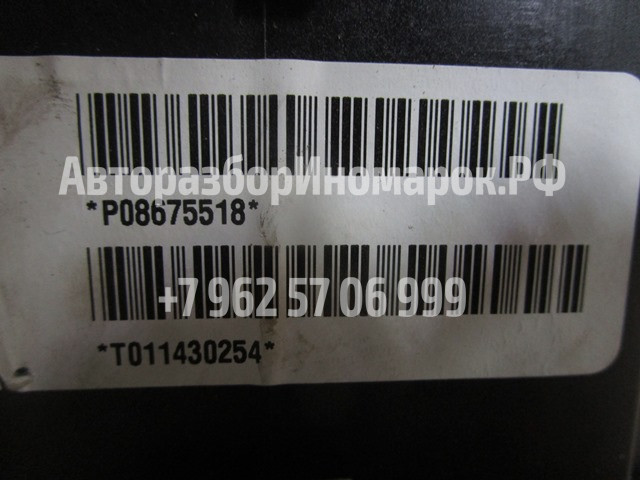 АвторазборИномарок.РФ
*P08675518*
+7 962 57 06 999
*T011430254*